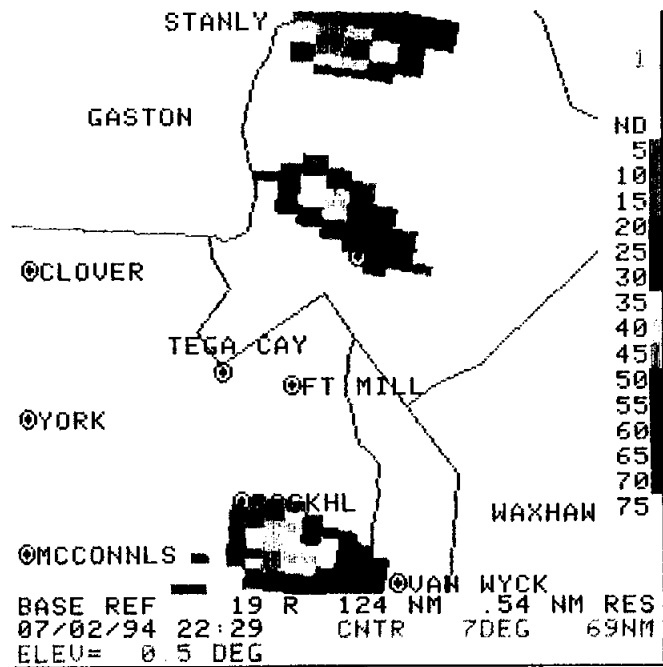 STANLY
1
GASTON
ND
5
10
15
20
25
30
35
40
45
50
55
60
65
70
75
CLOVER
TEGA CAY
FT MILL
YORK
WAXHAW
MCCONNLS
VAN WYCK
BASE REF 19 R 124 NM .54 NM RES
07/02/94 22:29 CNTR 7DEG 69NM
ELEV= 0.5 DEG